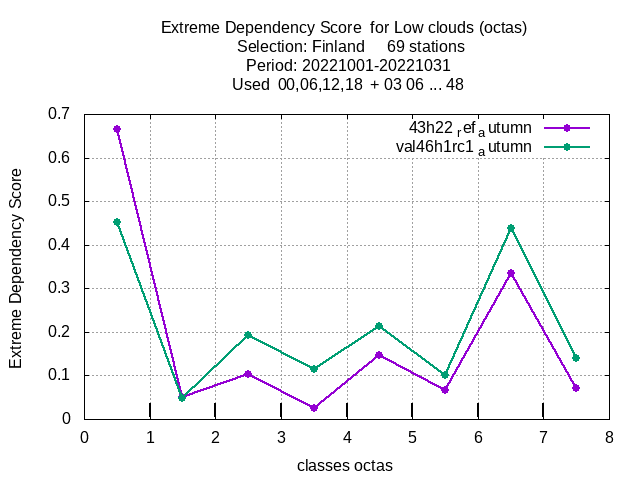 Extreme Dependency Score  for Low clouds (octas)
Selection: Finland     69 stations
Period: 20221001-20221031
Used  00,06,12,18  + 03 06 ... 48
43h22 ref autumn
val46h1rc1 autumn
0.7
0.6
0.5
0.4
0.3
0.2
0.1
0
Extreme Dependency Score
0 1 2 3 4 5 6 7 8
classes octas